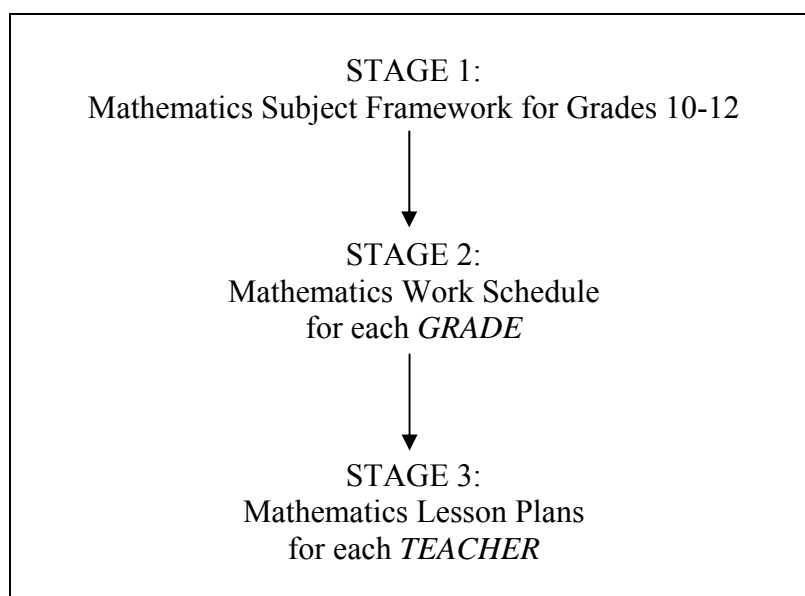 STAGE 1:
Mathematics Subject Framework for Grades 10-12
STAGE 2:
Mathematics Work Schedule
for each GRADE
STAGE 3:
Mathematics Lesson Plans
for each TEACHER